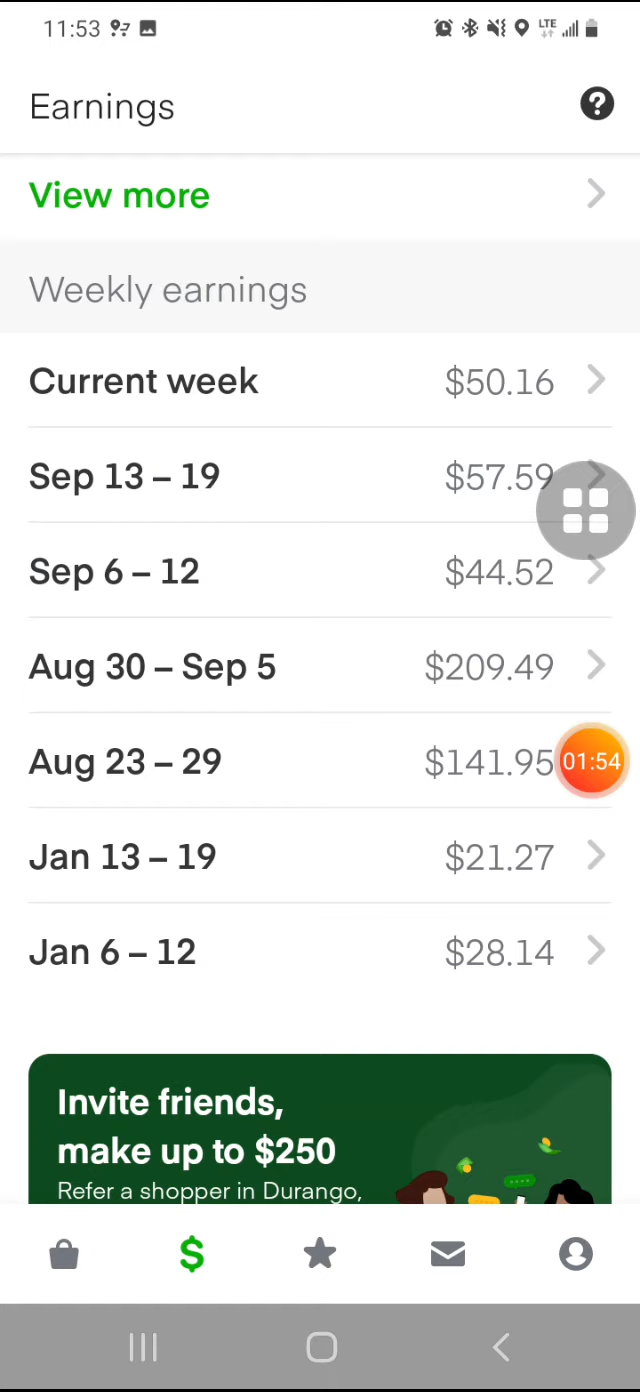 11:53
LTE
Earnings
View more
Weekly earnings
Current week $50.16
Sep 13 – 19 $57.59
Sep 6 – 12 $44.52
Aug 30 – Sep 5 $209.49
Aug 23 – 29 $141.95
01:54
Jan 13 – 19 $21.27
Jan 6 – 12 $28.14
Invite friends,
make up to $250
Refer a shopper in Durango,
$